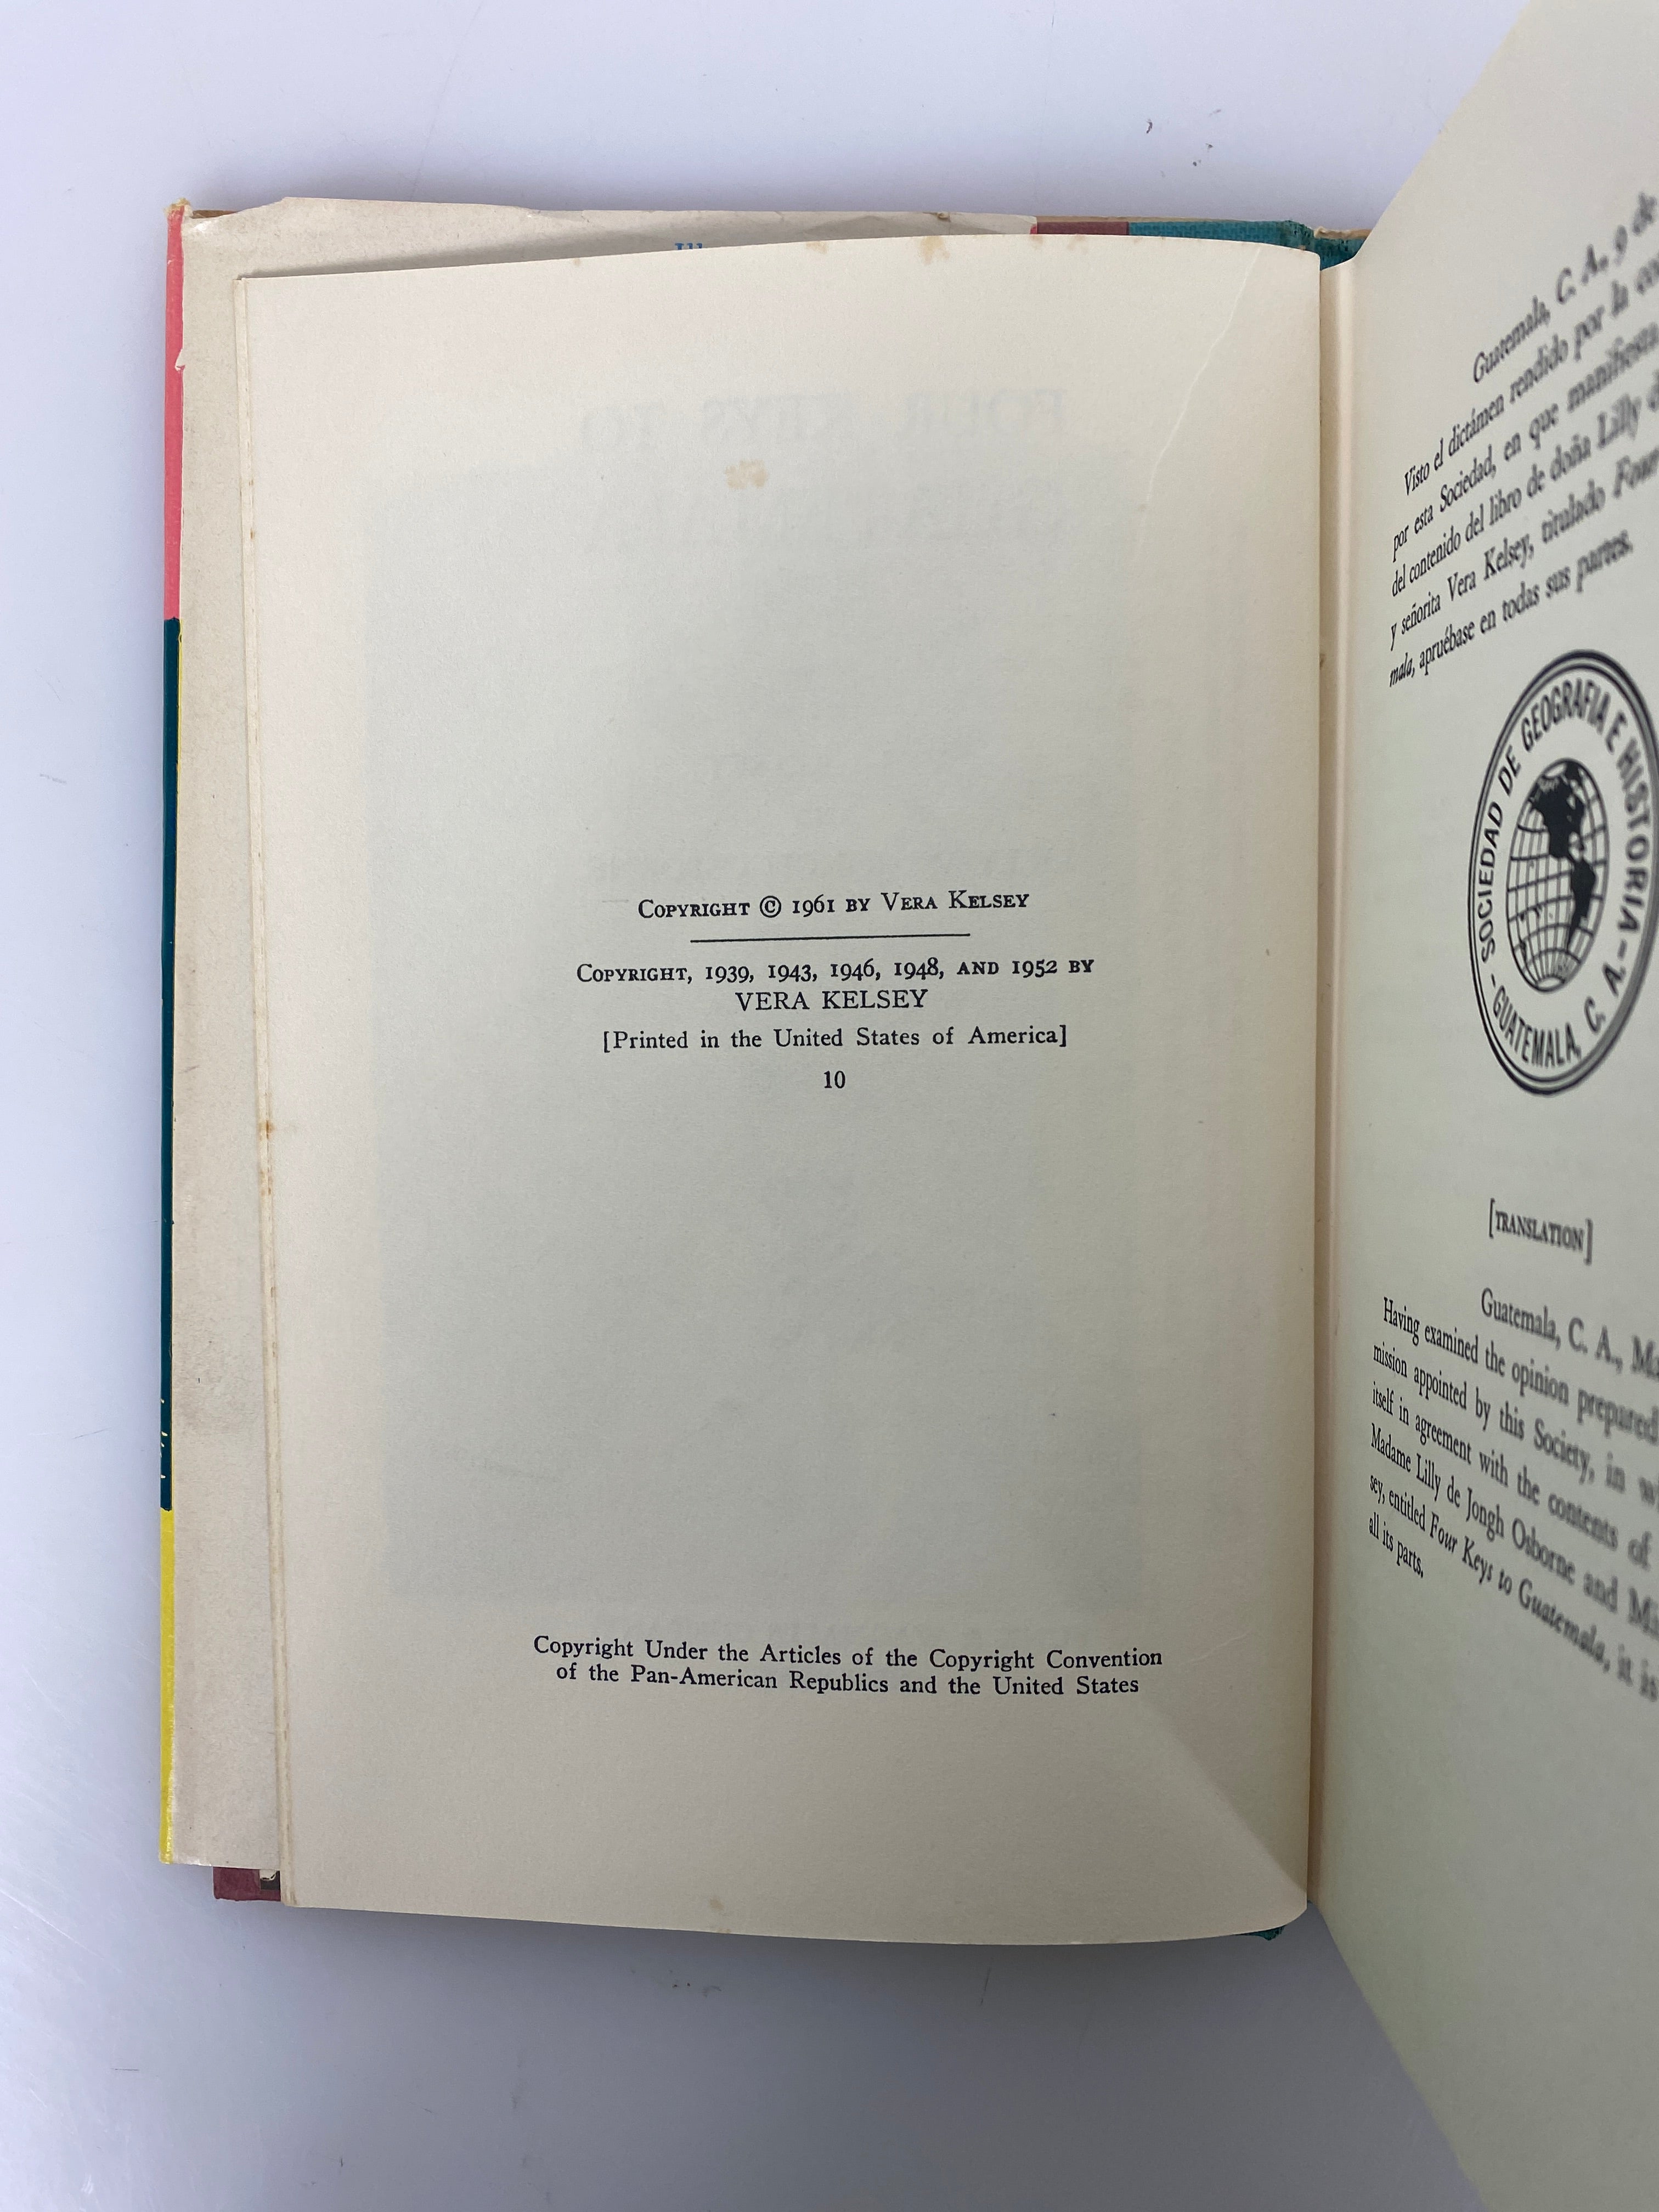 Copyright © 1961 by Vera Kelsey
Copyright, 1939, 1943, 1946, 1948, and 1952 by
VERA KELSEY
[Printed in the United States of America]
10
Copyright Under the Articles of the Copyright Convention
of the Pan-American Republics and the United States
Guatemala, C. A., 9 de
Visto el dictámen rendido por la
por esta Sociedad, en que manifiesta
del contenido del libro de doña Lilly
y señorita Vera Kelsey, titulado Four
mala, apruébase en todas sus partes.
SOCIEDAD DE GEOGRAFIA E HISTORIA
- GUATEMALA, C. A. -
[TRANSLATION]
Guatemala, C. A.,
Having examined the opinion prepared
mission appointed by this Society, in
itself in agreement with the contents of
Madame Lilly de Jongh Osborne and
sey, entitled Four Keys to Guatemala, it is
all its parts.